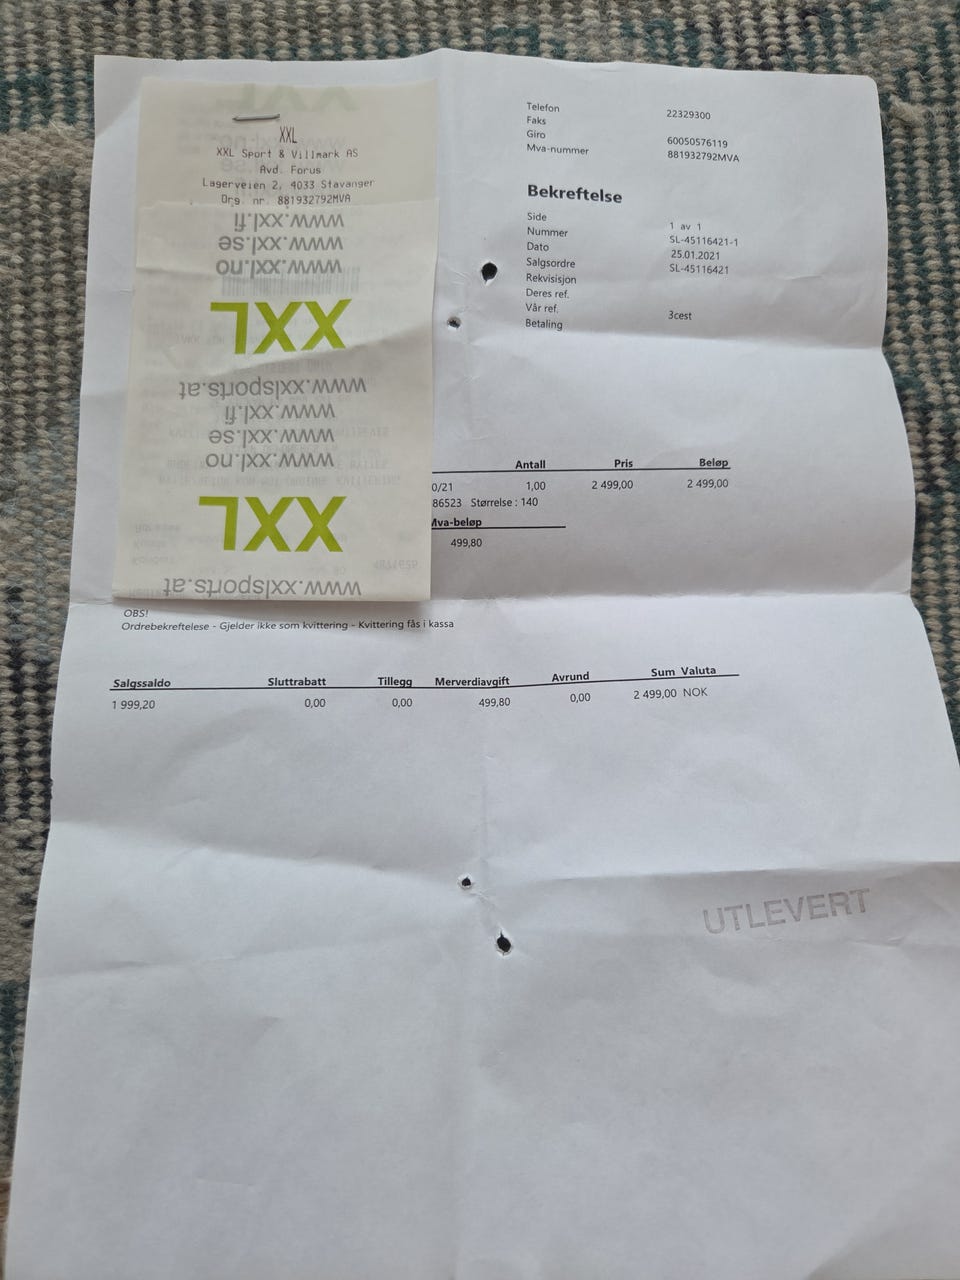 XXL
XXL Sport & Villmark AS
Avd. Forus
Lagerveien 2, 4033 Stavanger
Org. nr. 881932792MVA
www.xxl.fi
www.xxl.se
www.xxl.no
XXL
www.xxlsports.at
www.xxl.fi
www.xxl.se
www.xxl.no
XXL
www.xxlsports.at
Telefon 22329300
Faks
Giro 60050576119
Mva-nummer 881932792MVA
Bekreftelse
Side 1 av 1
Nummer SL-45116421-1
Dato 25.01.2021
Salgsordre SL-45116421
Rekvisisjon
Deres ref.
Vår ref. 3cest
Betaling
Antall Pris Beløp
0/21 1,00 2 499,00 2 499,00
86523 Størrelse : 140
Mva-beløp
499,80
OBS!
Ordrebekreftelese - Gjelder ikke som kvittering - Kvittering fås i kassa
Salgssaldo Sluttrabatt Tillegg Merverdiavgift Avrund Sum Valuta
1 999,20 0,00 0,00 499,80 0,00 2 499,00 NOK
UTLEVERT